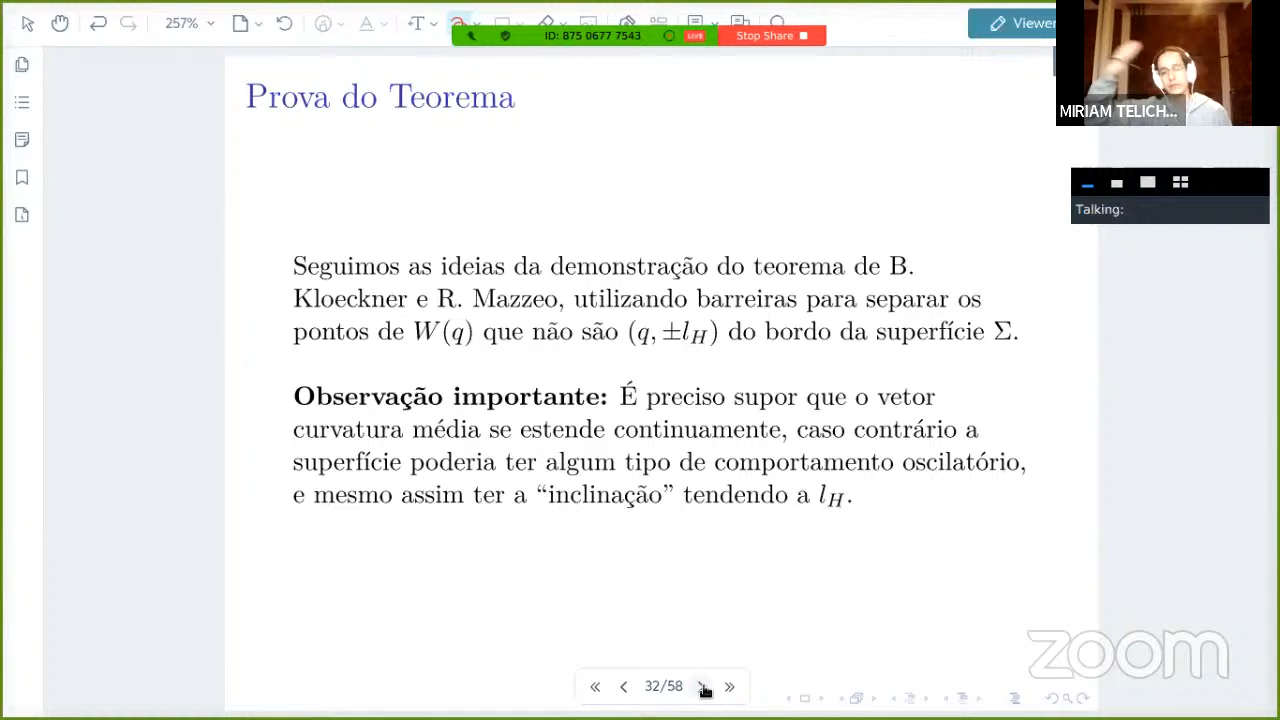 257%
ID: 875 0677 7543
LIVE
Stop Share
Viewer
MIRIAM TELICH...
Talking:
Prova do Teorema
Seguimos as ideias da demonstração do teorema de B.
Kloeckner e R. Mazzeo, utilizando barreiras para separar os
pontos de W(q) que não são (q, ±l_H) do bordo da superfície Σ.
Observação importante: É preciso supor que o vetor
curvatura média se estende continuamente, caso contrário a
superfície poderia ter algum tipo de comportamento oscilatório,
e mesmo assim ter a “inclinação” tendendo a l_H.
zoom
32/58